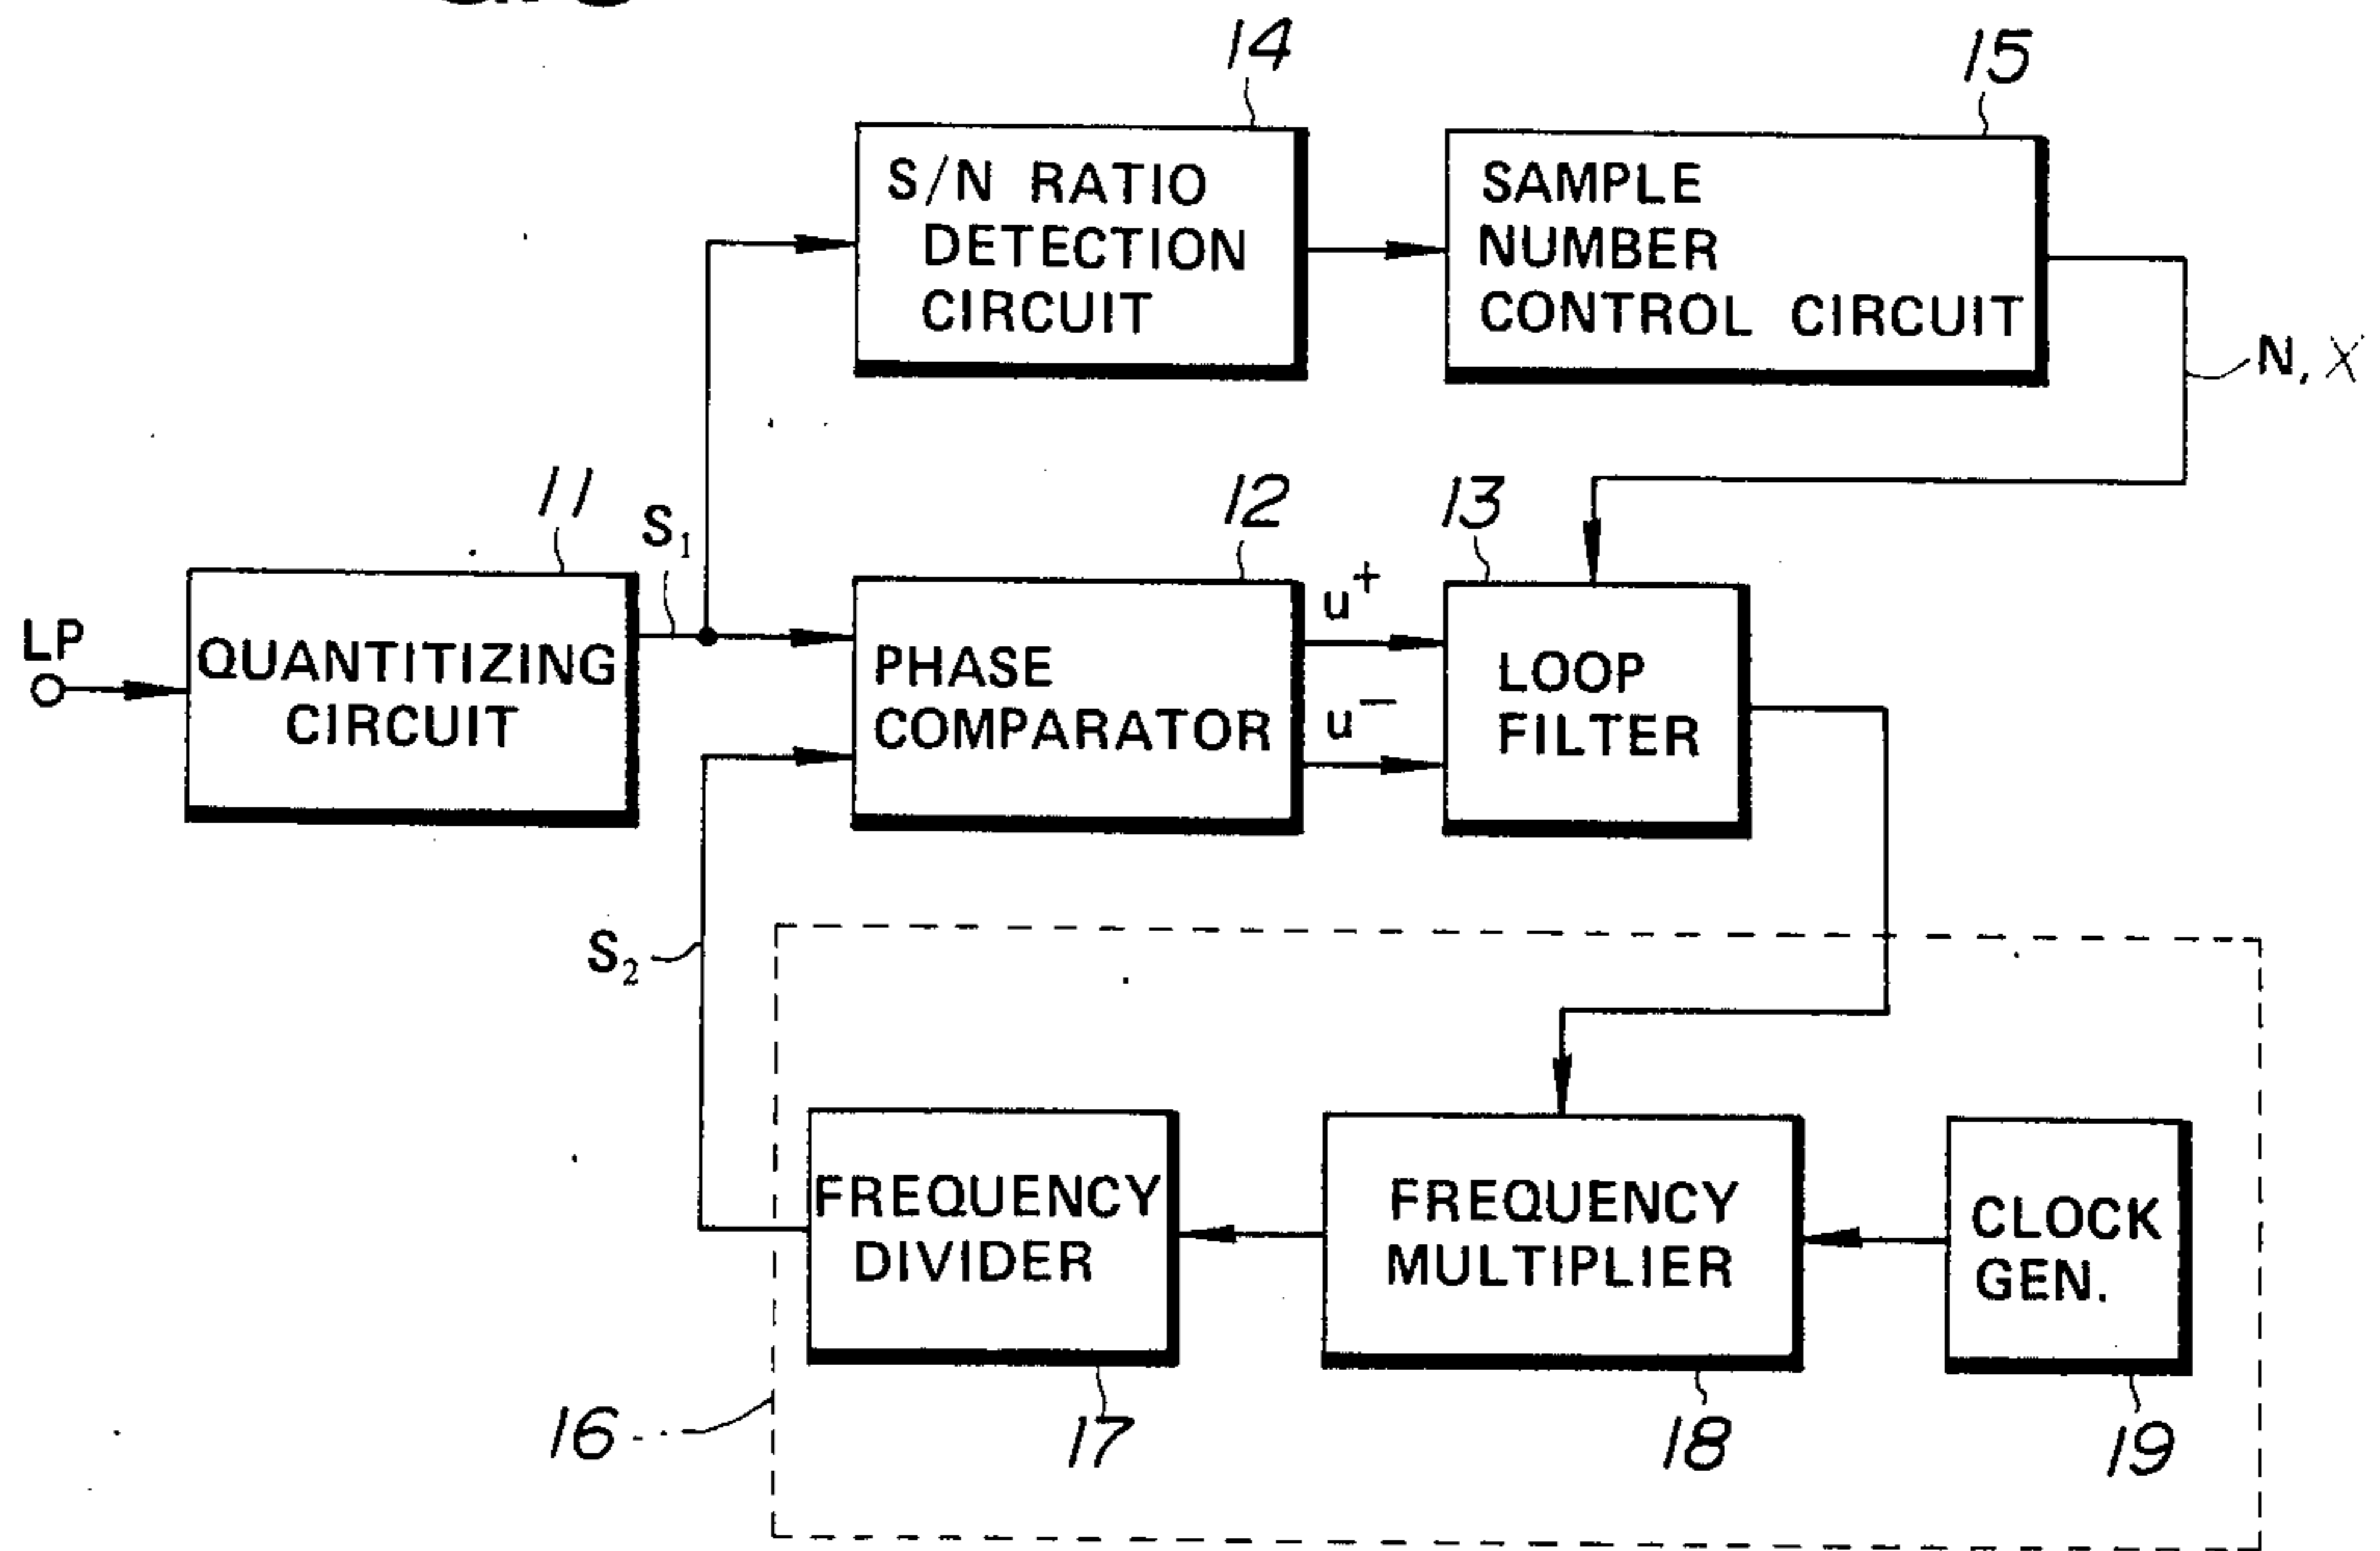 14
15
S/N RATIO
DETECTION
CIRCUIT
SAMPLE
NUMBER
CONTROL CIRCUIT
N, X
11
S₁
12
13
LP
QUANTITIZING
CIRCUIT
PHASE
COMPARATOR
u⁺
u⁻
LOOP
FILTER
S₂
FREQUENCY
DIVIDER
FREQUENCY
MULTIPLIER
CLOCK
GEN.
16
17
18
19